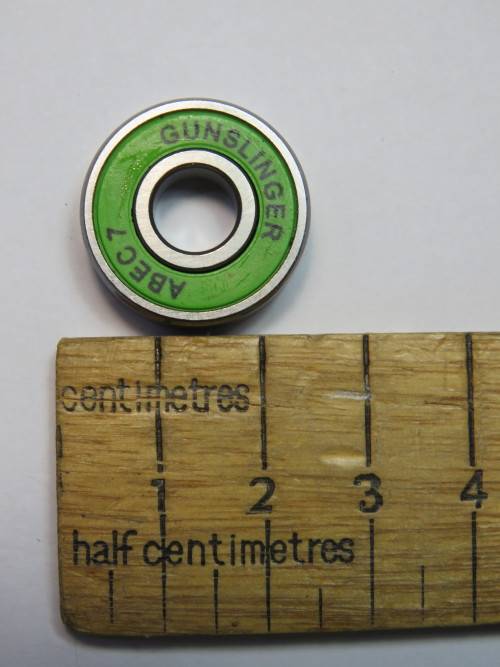 GUNSLINGER
ABEC 7
centimetres
1 2 3 4
half centimetres